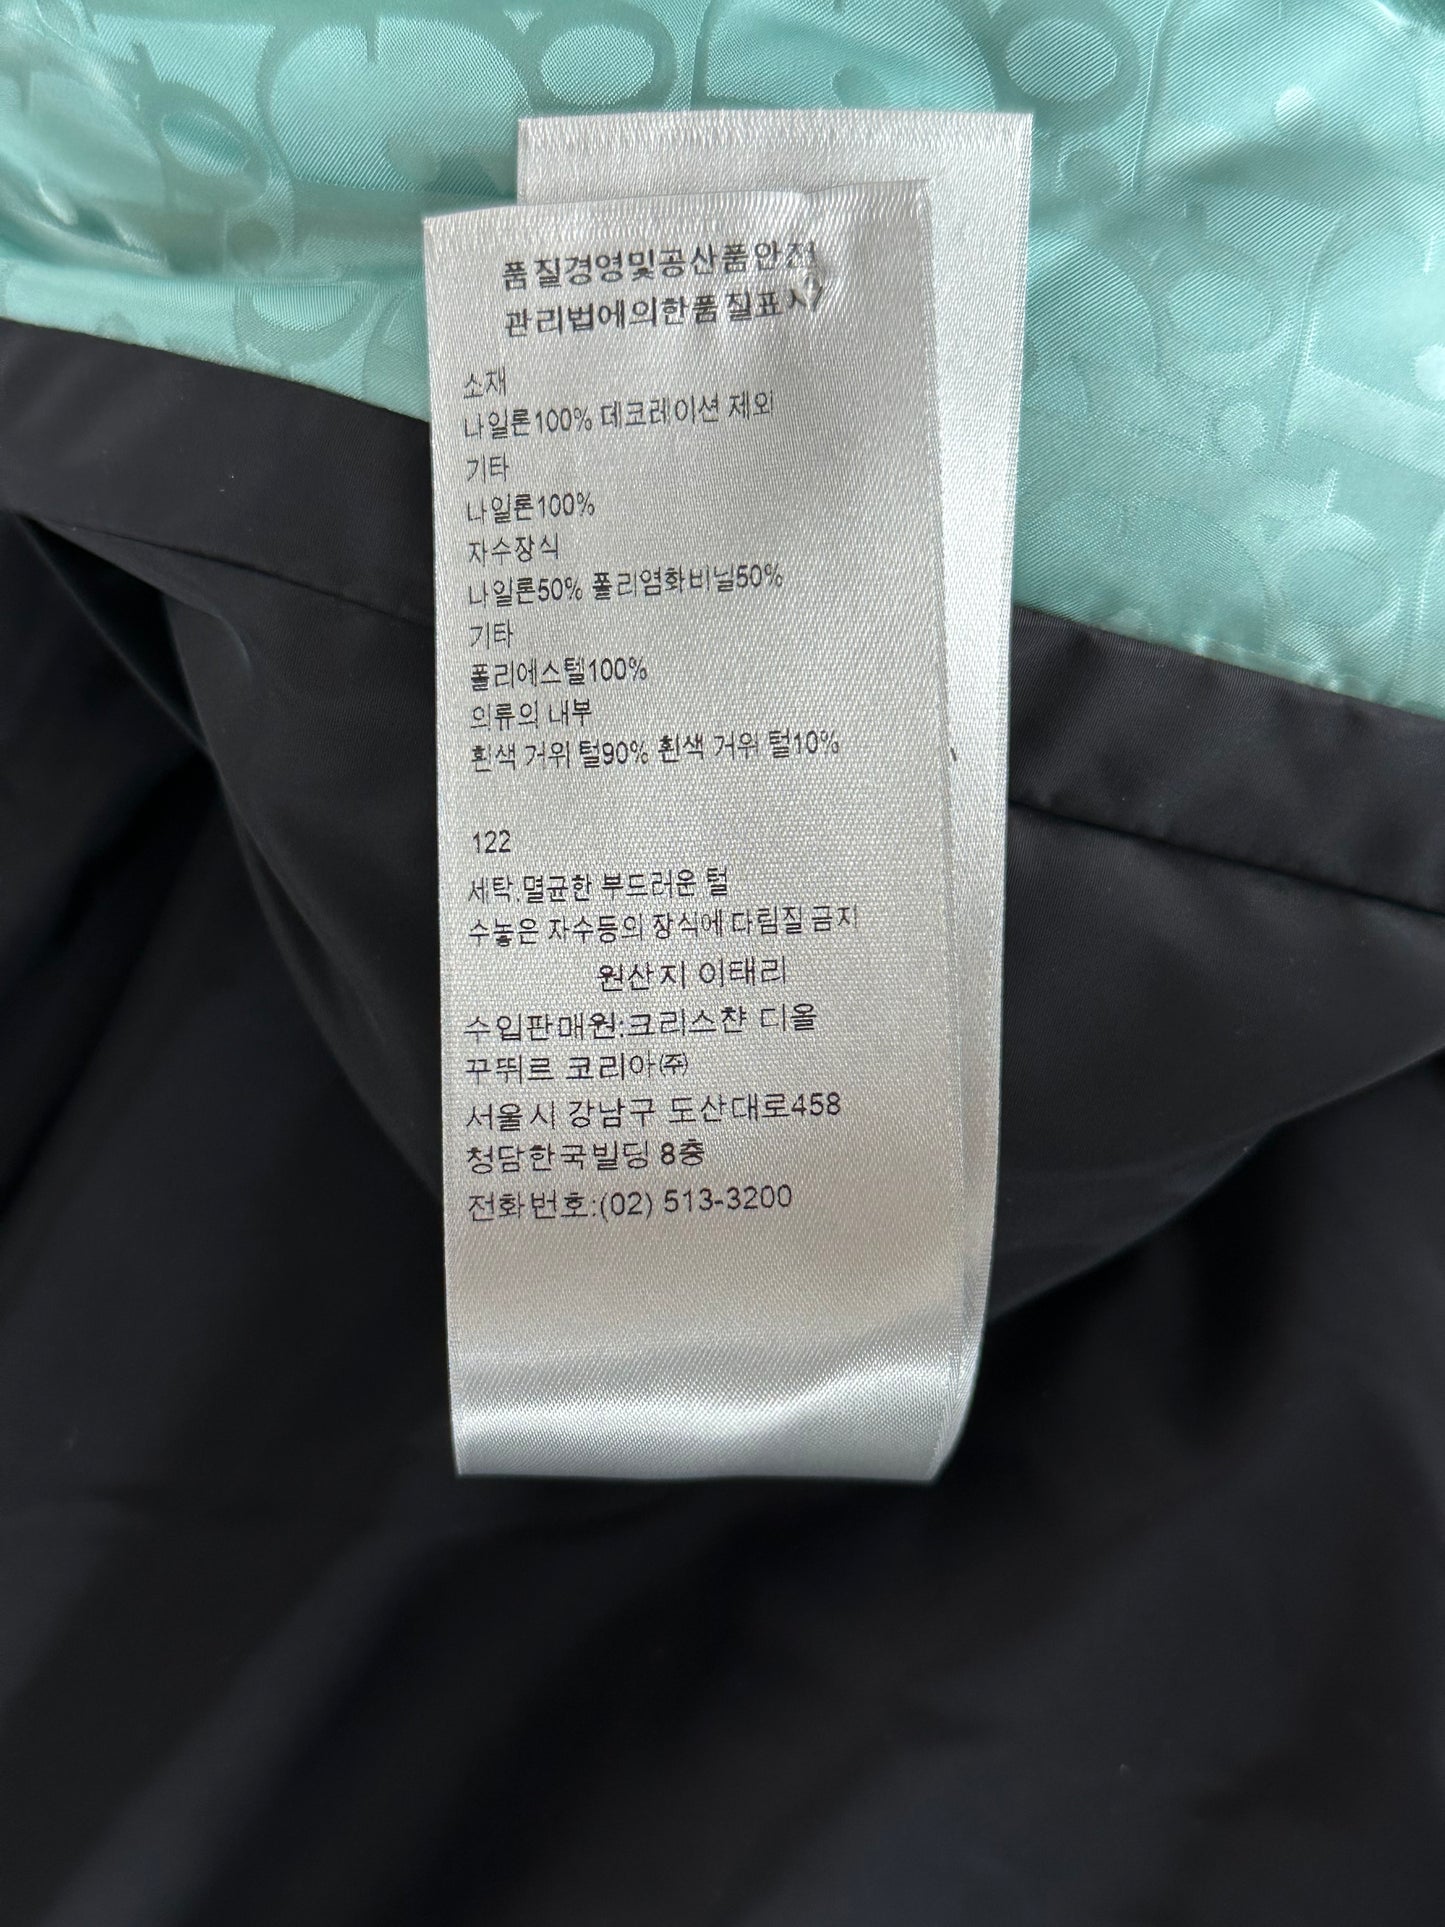 품질경영및공산품안전
관리법에의한품질표시
소재
나일론100% 데코레이션 제외
기타
나일론100%
자수장식
나일론50% 폴리염화비닐50%
기타
폴리에스텔100%
의류의 내부
흰색 거위 털90% 흰색 거위 털10%
122
세탁.멸균한 부드러운 털
수놓은 자수등의 장식에 다림질 금지
원산지 이태리
수입판매원:크리스챤 디올
꾸뛰르 코리아㈜
서울시 강남구 도산대로458
청담한국빌딩 8층
전화번호:(02) 513-3200